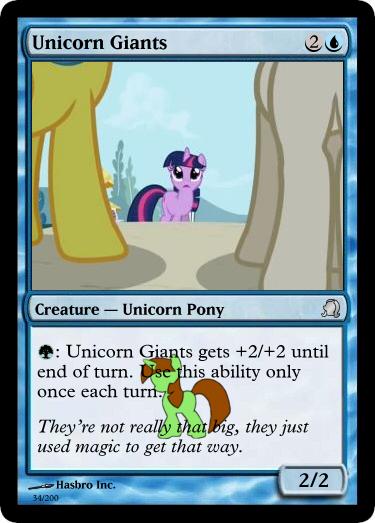 Unicorn Giants 2
Creature — Unicorn Pony
: Unicorn Giants gets +2/+2 until
end of turn. Use this ability only
once each turn.
They're not really that big, they just
used magic to get that way.
2/2
Hasbro Inc.
34/200